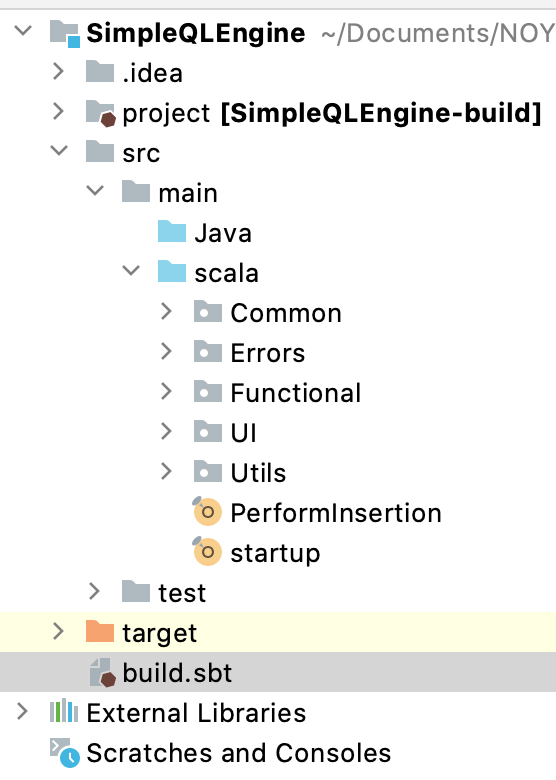 SimpleQLEngine ~/Documents/NOY
.idea
project [SimpleQLEngine-build]
src
main
Java
scala
Common
Errors
Functional
UI
Utils
PerformInsertion
startup
test
target
build.sbt
External Libraries
Scratches and Consoles